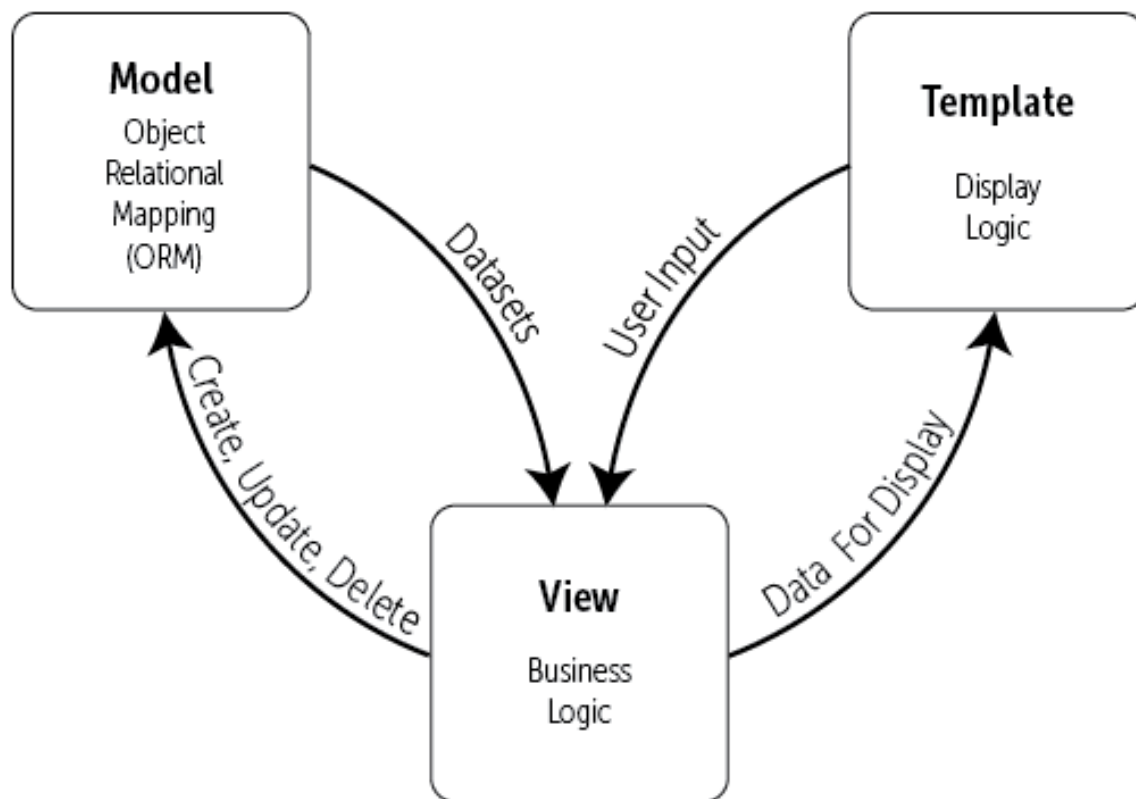 Model
Object
Relational
Mapping
(ORM)
Template
Display
Logic
Datasets
User Input
Create, Update, Delete
Data For Display
View
Business
Logic